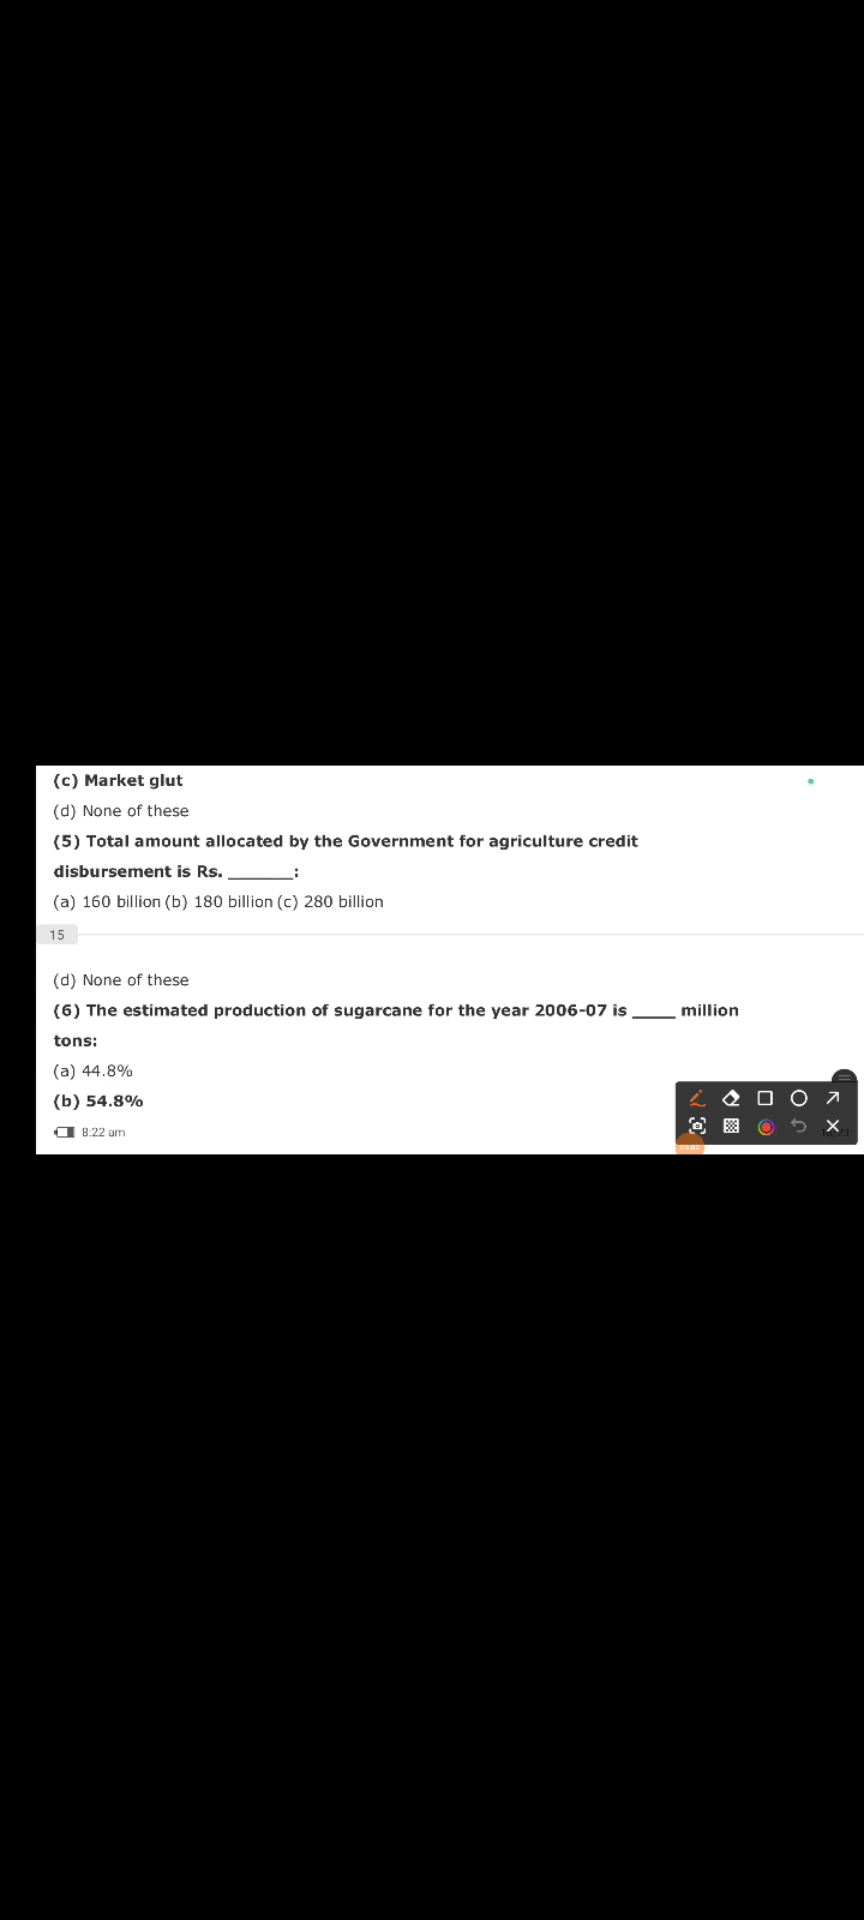 (c) Market glut
(d) None of these
(5) Total amount allocated by the Government for agriculture credit
disbursement is Rs. _______:
(a) 160 billion (b) 180 billion (c) 280 billion
15
(d) None of these
(6) The estimated production of sugarcane for the year 2006-07 is ____ million
tons:
(a) 44.8%
(b) 54.8%
8:22 am